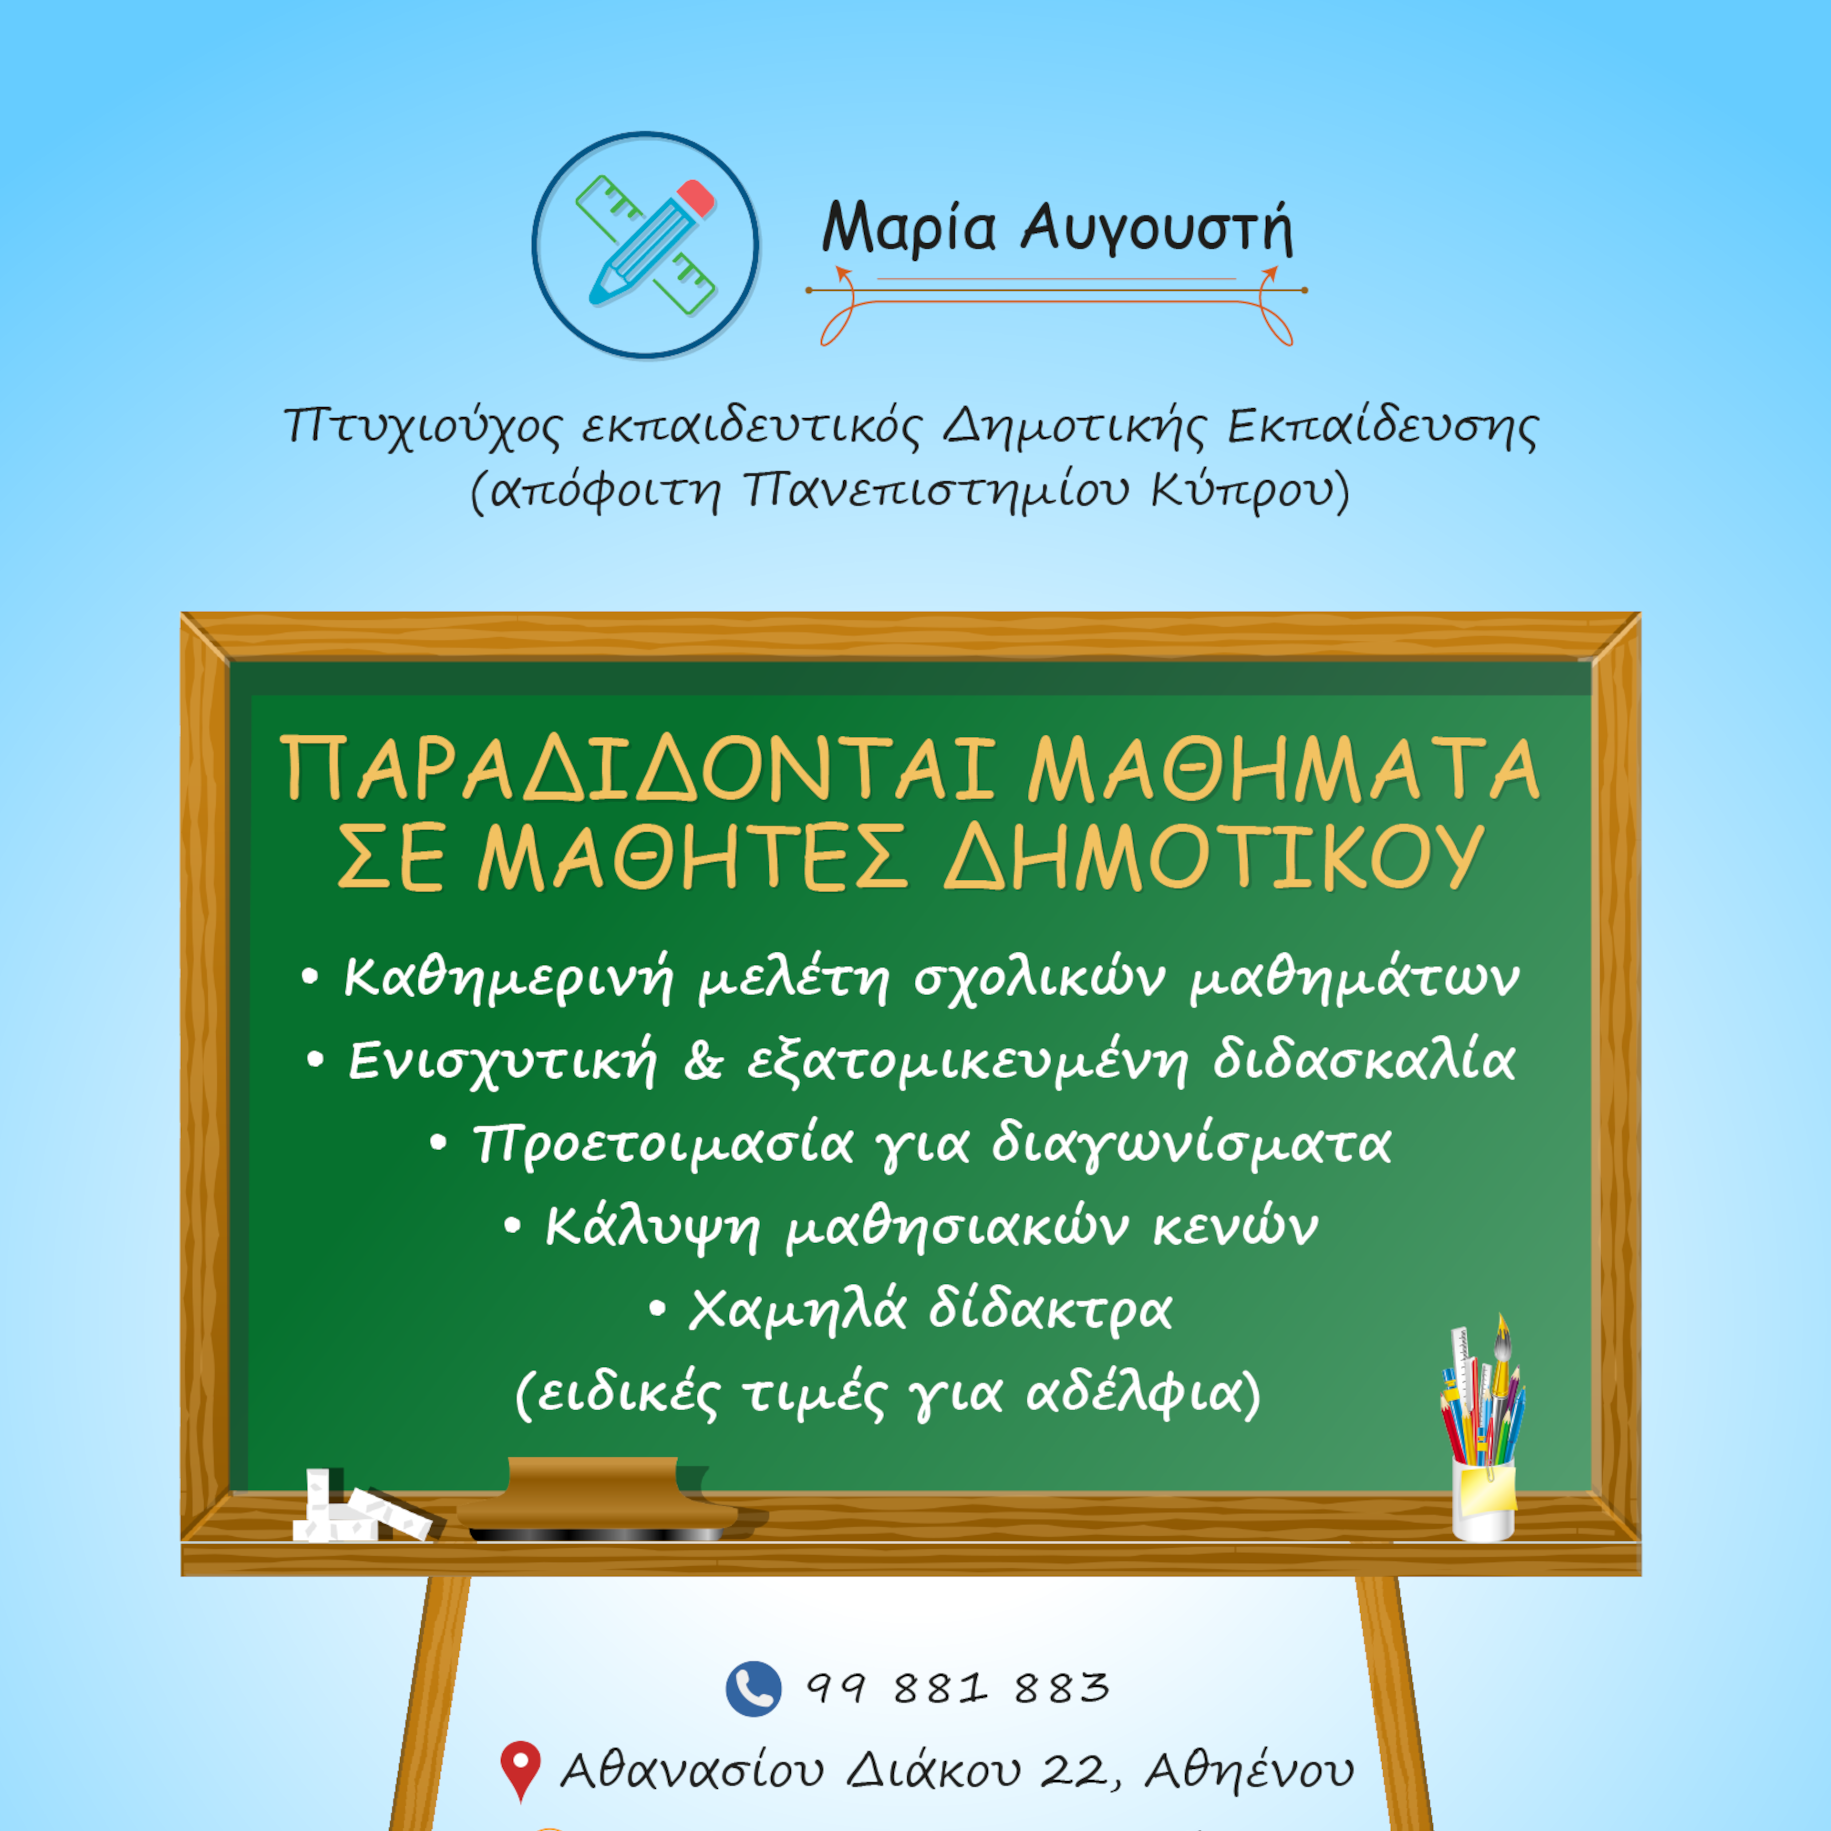 Μαρία Αυγουστή
Πτυχιούχος εκπαιδευτικός Δημοτικής Εκπαίδευσης
(απόφοιτη Πανεπιστημίου Κύπρου)
ΠΑΡΑΔΙΔΟΝΤΑΙ ΜΑΘΗΜΑΤΑ
ΣΕ ΜΑΘΗΤΕΣ ΔΗΜΟΤΙΚΟΥ
• Καθημερινή μελέτη σχολικών μαθημάτων
• Ενισχυτική & εξατομικευμένη διδασκαλία
• Προετοιμασία για διαγωνίσματα
• Κάλυψη μαθησιακών κενών
• Χαμηλά δίδακτρα
(ειδικές τιμές για αδέλφια)
99 881 883
Αθανασίου Διάκου 22, Αθηένου